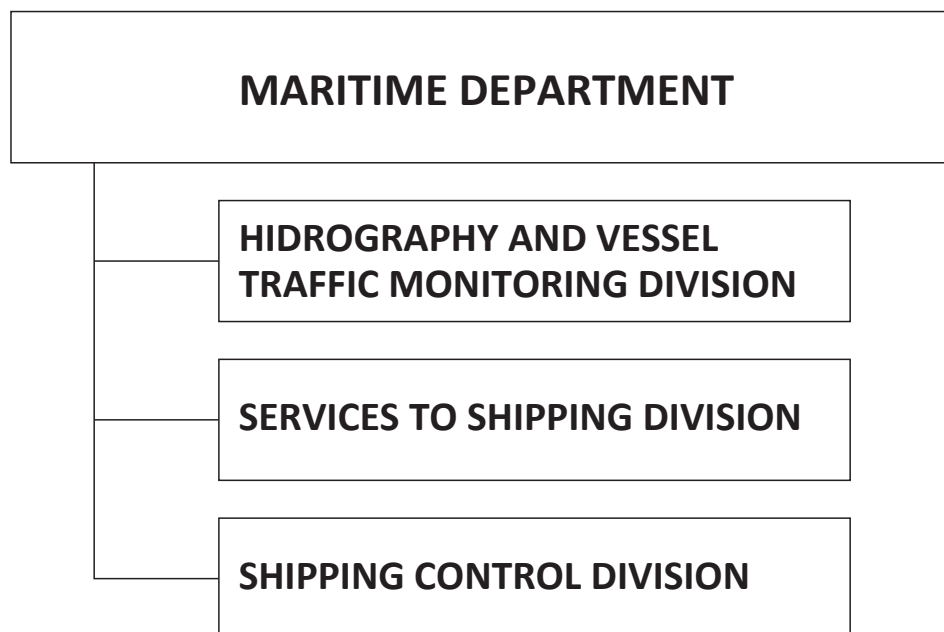 MARITIME DEPARTMENT
HIDROGRAPHY AND VESSEL
TRAFFIC MONITORING DIVISION
SERVICES TO SHIPPING DIVISION
SHIPPING CONTROL DIVISION